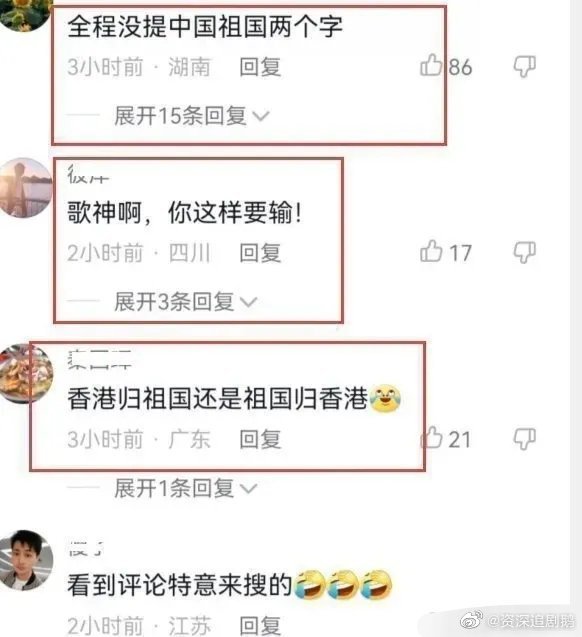 全程没提中国祖国两个字
3小时前 · 湖南 回复 86
展开15条回复
歌神啊，你这样要输！
2小时前 · 四川 回复 17
展开3条回复
香港归祖国还是祖国归香港😂
3小时前 · 广东 回复 21
展开1条回复
看到评论特意来搜的🤣🤣🤣
2小时前 · 江苏 回复
@资深追剧鹅